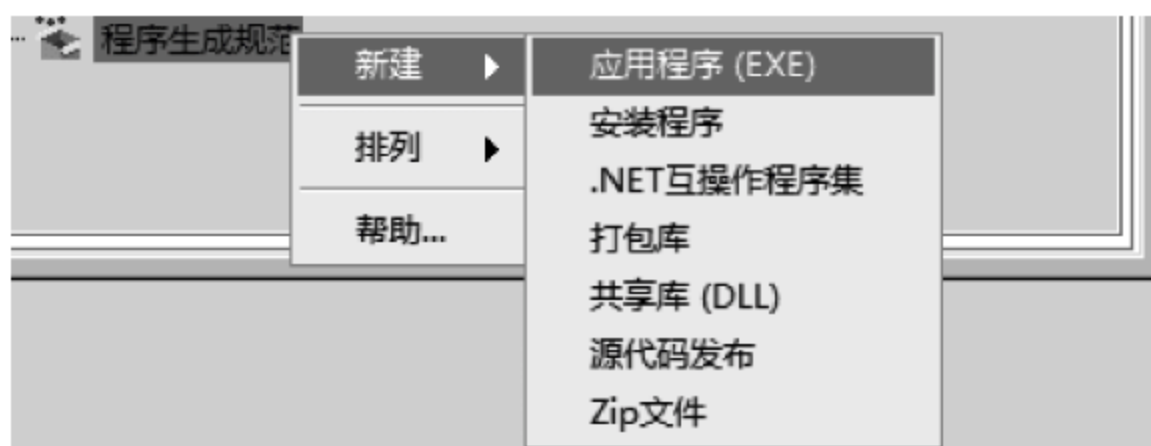 程序生成规范
新建
排列
帮助...
应用程序 (EXE)
安装程序
.NET互操作程序集
打包库
共享库 (DLL)
源代码发布
Zip文件